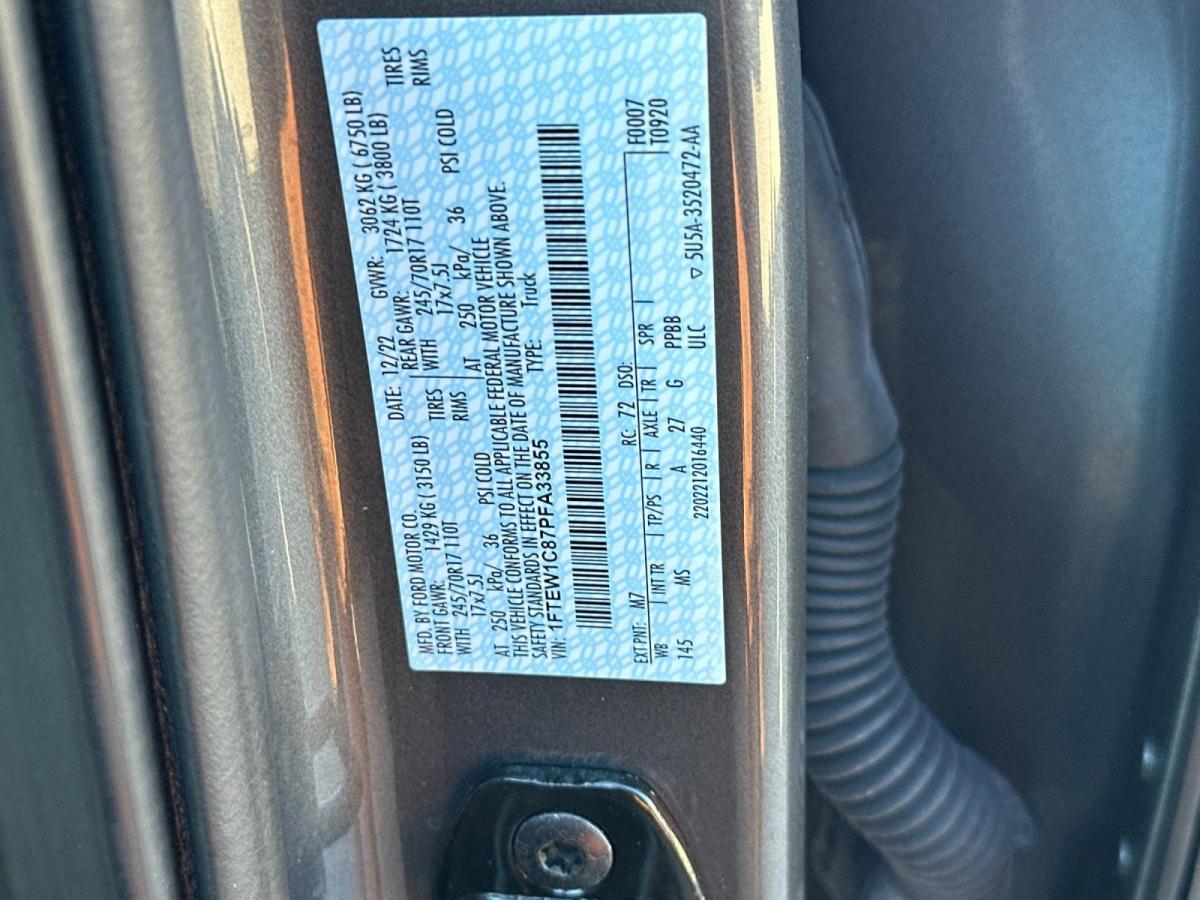 MFD. BY FORD MOTOR CO. DATE: 12/22 GVWR: 3062 KG ( 6750 LB)
FRONT GAWR: 1429 KG ( 3150 LB) REAR GAWR: 1724 KG ( 3800 LB)
WITH 245/70R17 110T TIRES WITH 245/70R17 110T TIRES
17x7.5J RIMS 17x7.5J RIMS
AT 250 kPa/ 36 PSI COLD AT 250 kPa/ 36 PSI COLD
THIS VEHICLE CONFORMS TO ALL APPLICABLE FEDERAL MOTOR VEHICLE
SAFETY STANDARDS IN EFFECT ON THE DATE OF MANUFACTURE SHOWN ABOVE.
VIN: 1FTEW1C87PFA33855 TYPE: Truck
EXT PNT: M7 RC: 72 DSO: F0007
WB INT TR TP/PS R AXLE TR SPR T0920
145 MS A 27 G PPBB
2202212016440 ULC ▽ 5U5A-3520472-AA